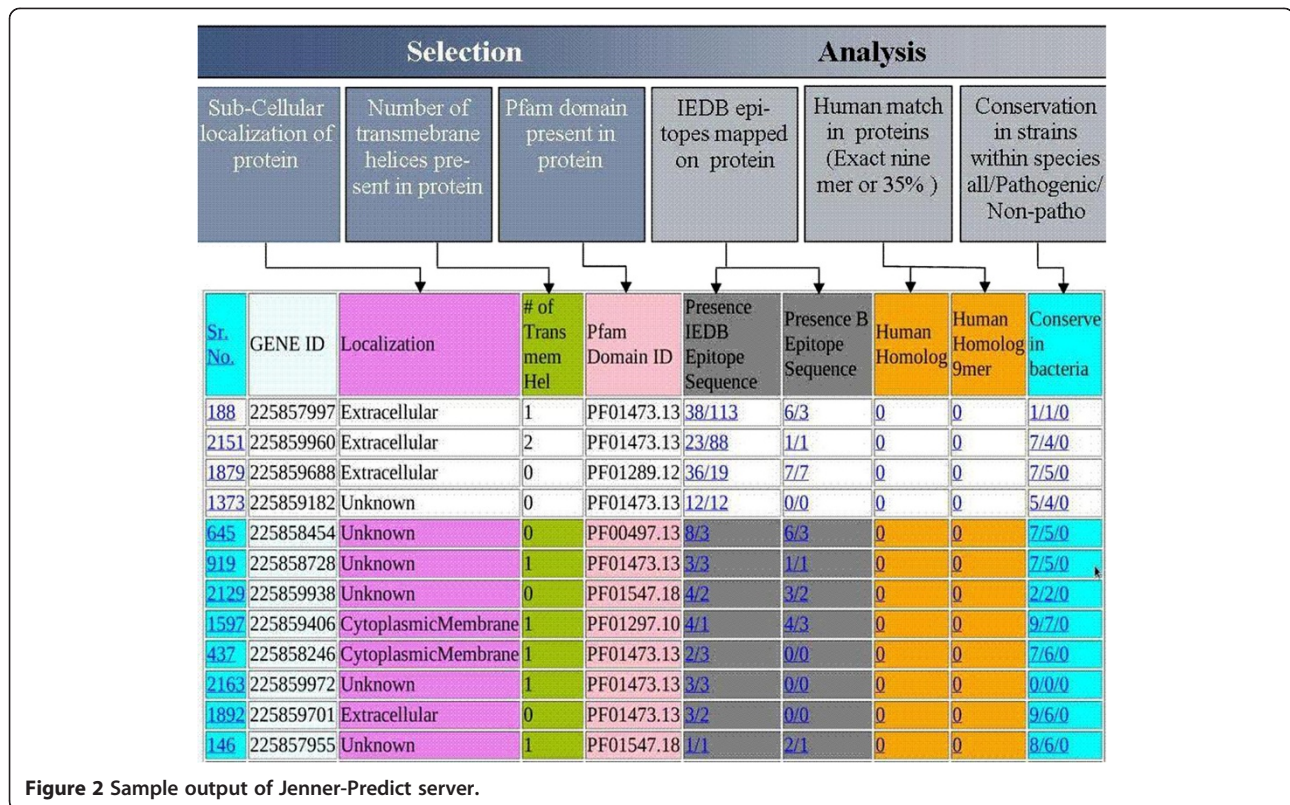 Selection Analysis
Sub-Cellular
localization of
protein
Number of
transmebrane
helices pre-
sent in protein
Pfam domain
present in
protein
IEDB epi-
topes mapped
on protein
Human match
in proteins
(Exact nine
mer or 35% )
Conservation
in strains
within species
all/Pathogenic/
Non-patho
Sr.
No.
GENE ID
Localization
# of
Trans
mem
Hel
Pfam
Domain ID
Presence
IEDB
Epitope
Sequence
Presence B
Epitope
Sequence
Human
Homolog
Human
Homolog
9mer
Conserve
in
bacteria
188 225857997 Extracellular 1 PF01473.13 38/113 6/3 0 0 1/1/0
2151 225859960 Extracellular 2 PF01473.13 23/88 1/1 0 0 7/4/0
1879 225859688 Extracellular 0 PF01289.12 36/19 7/7 0 0 7/5/0
1373 225859182 Unknown 0 PF01473.13 12/12 0/0 0 0 5/4/0
645 225858454 Unknown 0 PF00497.13 8/3 6/3 0 0 7/5/0
919 225858728 Unknown 1 PF01473.13 3/3 1/1 0 0 7/5/0
2129 225859938 Unknown 0 PF01547.18 4/2 3/2 0 0 2/2/0
1597 225859406 CytoplasmicMembrane 1 PF01297.10 4/1 4/3 0 0 9/7/0
437 225858246 CytoplasmicMembrane 1 PF01473.13 2/3 0/0 0 0 7/6/0
2163 225859972 Unknown 1 PF01473.13 3/3 0/0 0 0 0/0/0
1892 225859701 Extracellular 0 PF01473.13 3/2 0/0 0 0 9/6/0
146 225857955 Unknown 1 PF01547.18 1/1 2/1 0 0 8/6/0
Figure 2 Sample output of Jenner-Predict server.